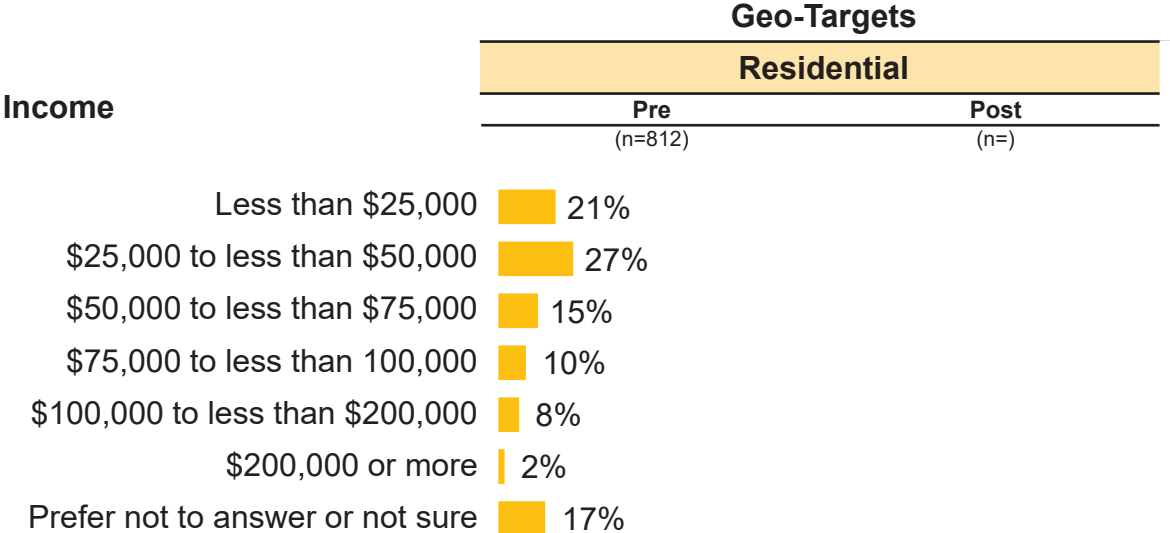 Geo-Targets
Residential
Income
Pre Post
(n=812) (n=)
Less than $25,000 21%
$25,000 to less than $50,000 27%
$50,000 to less than $75,000 15%
$75,000 to less than 100,000 10%
$100,000 to less than $200,000 8%
$200,000 or more 2%
Prefer not to answer or not sure 17%